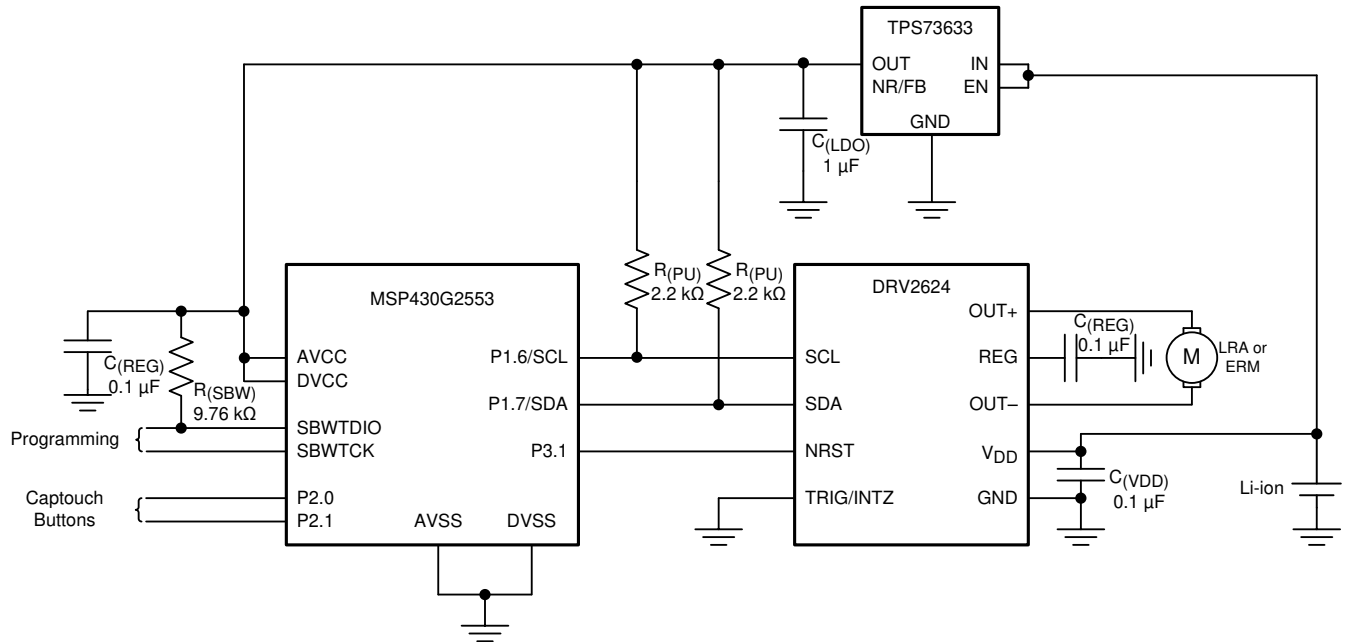 TPS73633
OUT
IN
NR/FB
EN
GND
C(LDO)
1 µF
R(PU)
2.2 kΩ
R(PU)
2.2 kΩ
MSP430G2553
AVCC
DVCC
SBWTDIO
SBWTCK
P2.0
P2.1
AVSS
DVSS
P1.6/SCL
P1.7/SDA
P3.1
C(REG)
0.1 µF
R(SBW)
9.76 kΩ
Programming
Captouch
Buttons
DRV2624
SCL
SDA
NRST
TRIG/INTZ
OUT+
REG
OUT–
VDD
GND
C(REG)
0.1 µF
M
LRA or
ERM
C(VDD)
0.1 µF
Li-ion